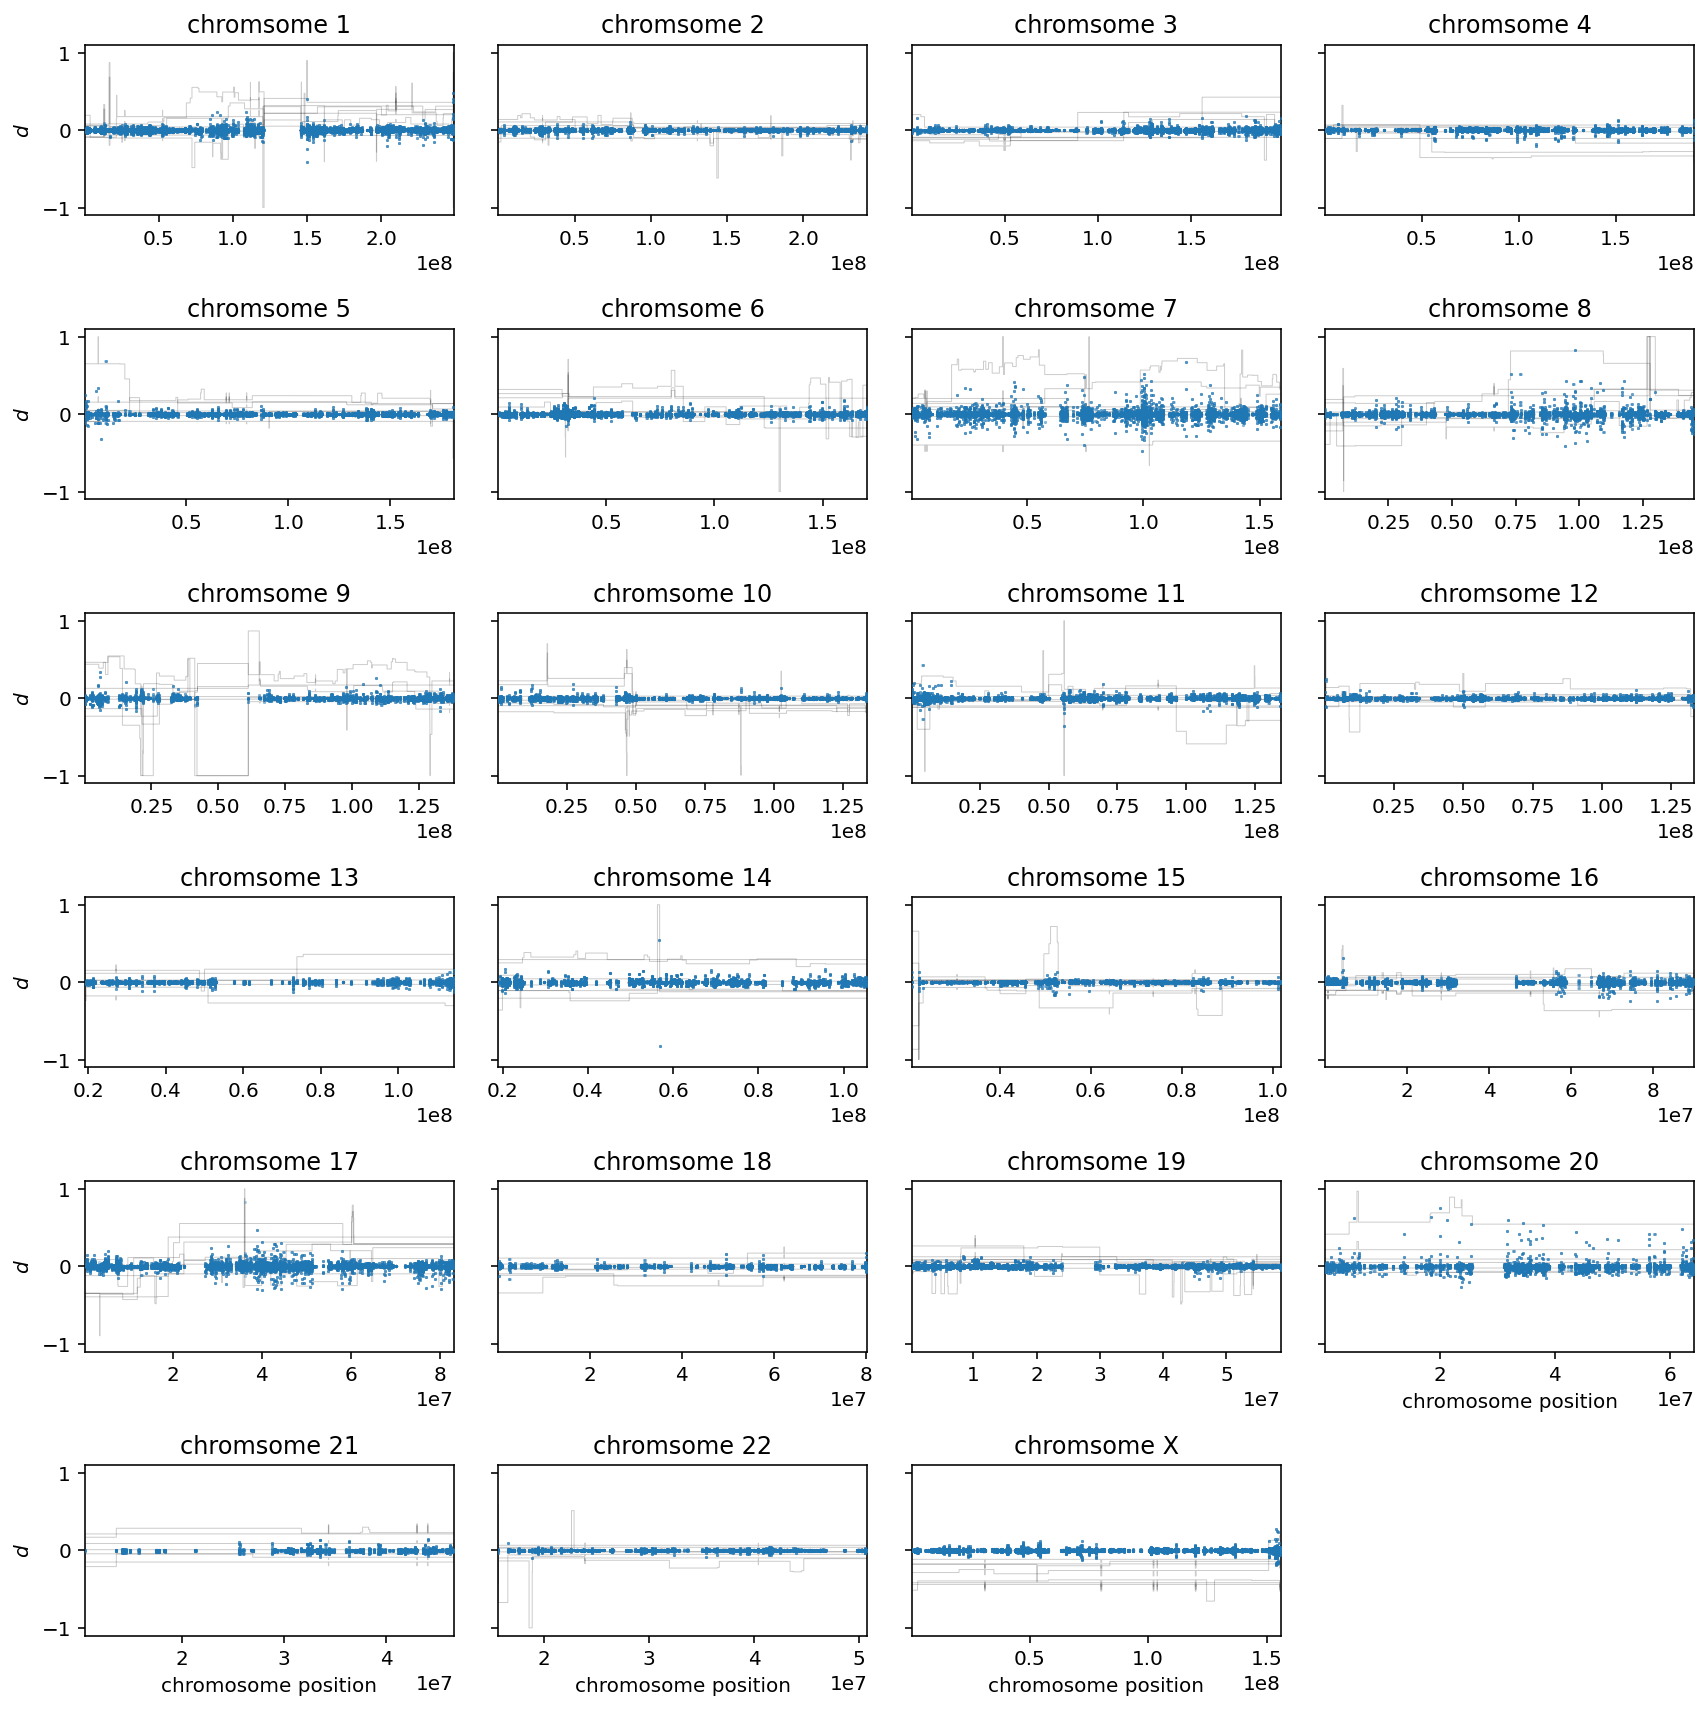 chromsome 1 chromsome 2 chromsome 3 chromsome 4
1
d
0
−1
0.5 1.0 1.5 2.0 0.5 1.0 1.5 2.0 0.5 1.0 1.5 0.5 1.0 1.5
1e8 1e8 1e8 1e8
chromsome 5 chromsome 6 chromsome 7 chromsome 8
1
d
0
−1
0.5 1.0 1.5 0.5 1.0 1.5 0.5 1.0 1.5 0.25 0.50 0.75 1.00 1.25
1e8 1e8 1e8 1e8
chromsome 9 chromsome 10 chromsome 11 chromsome 12
1
d
0
−1
0.25 0.50 0.75 1.00 1.25 0.25 0.50 0.75 1.00 1.25 0.25 0.50 0.75 1.00 1.25 0.25 0.50 0.75 1.00 1.25
1e8 1e8 1e8 1e8
chromsome 13 chromsome 14 chromsome 15 chromsome 16
1
d
0
−1
0.2 0.4 0.6 0.8 1.0 0.2 0.4 0.6 0.8 1.0 0.4 0.6 0.8 1.0 2 4 6 8
1e8 1e8 1e8 1e7
chromsome 17 chromsome 18 chromsome 19 chromsome 20
1
d
0
−1
2 4 6 8 2 4 6 8 1 2 3 4 5 2 4 6
1e7 1e7 1e7 chromosome position 1e7
chromsome 21 chromsome 22 chromsome X
1
d
0
−1
2 3 4 2 3 4 5 0.5 1.0 1.5
chromosome position 1e7 chromosome position 1e7 chromosome position 1e8